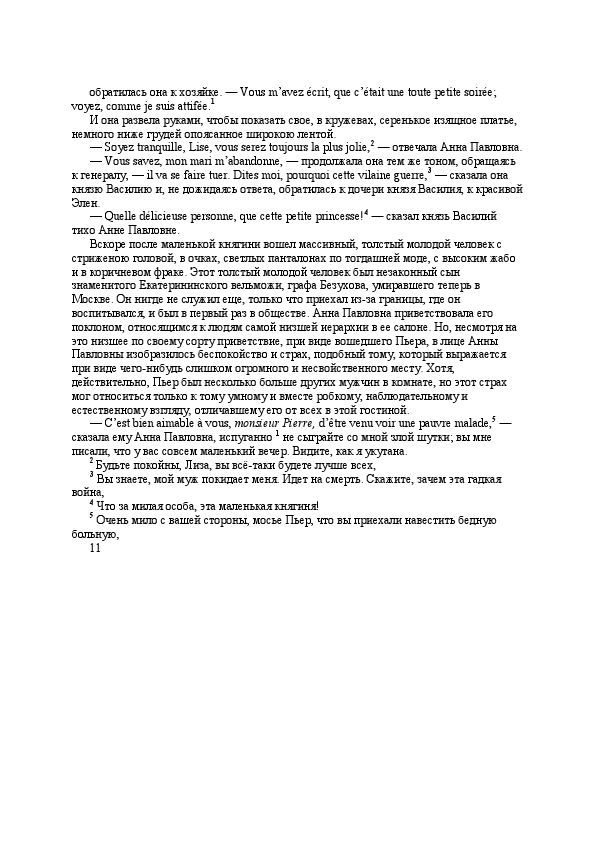 обратилась она к хозяйке. — Vous m’avez écrit, que c’était une toute petite soirée;
voyez, comme je suis attifée.¹
И она развела руками, чтобы показать свое, в кружевах, серенькое изящное платье,
немного ниже грудей опоясанное широкою лентой.
— Soyez tranquille, Lise, vous serez toujours la plus jolie,² — отвечала Анна Павловна.
— Vous savez, mon mari m’abandonne, — продолжала она тем же тоном, обращаясь
к генералу, — il va se faire tuer. Dites moi, pourquoi cette vilaine guerre,³ — сказала она
князю Василию и, не дожидаясь ответа, обратилась к дочери князя Василия, к красивой
Элен.
— Quelle délicieuse personne, que cette petite princesse!⁴ — сказал князь Василий
тихо Анне Павловне.
Вскоре после маленькой княгини вошел массивный, толстый молодой человек с
стриженою головой, в очках, светлых панталонах по тогдашней моде, с высоким жабо
и в коричневом фраке. Этот толстый молодой человек был незаконный сын
знаменитого Екатерининского вельможи, графа Безухова, умиравшего теперь в
Москве. Он нигде не служил еще, только что приехал из-за границы, где он
воспитывался, и был в первый раз в обществе. Анна Павловна приветствовала его
поклоном, относящимся к людям самой низшей иерархии в ее салоне. Но, несмотря на
это низшее по своему сорту приветствие, при виде вошедшего Пьера, в лице Анны
Павловны изобразилось беспокойство и страх, подобный тому, который выражается
при виде чего-нибудь слишком огромного и несвойственного месту. Хотя,
действительно, Пьер был несколько больше других мужчин в комнате, но этот страх
мог относиться только к тому умному и вместе робкому, наблюдательному и
естественному взгляду, отличавшему его от всех в этой гостиной.
— C’est bien aimable à vous, monsieur Pierre, d’être venu voir une pauvre malade,⁵ —
сказала ему Анна Павловна, испуганно ¹ не сыграйте со мной злой шутки; вы мне
писали, что у вас совсем маленький вечер. Видите, как я укутана.
² Будьте покойны, Лиза, вы всё-таки будете лучше всех,
³ Вы знаете, мой муж покидает меня. Идет на смерть. Скажите, зачем эта гадкая
война,
⁴ Что за милая особа, эта маленькая княгиня!
⁵ Очень мило с вашей стороны, мосье Пьер, что вы приехали навестить бедную
больную,
11